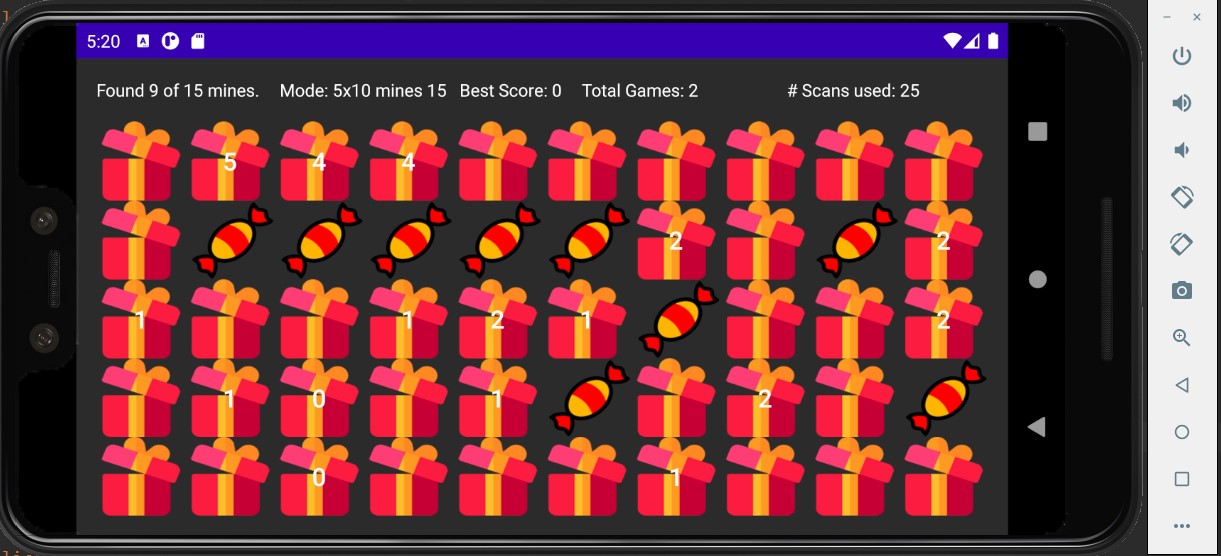 5:20 A
Found 9 of 15 mines. Mode: 5x10 mines 15 Best Score: 0 Total Games: 2 # Scans used: 25
5 4 4
2 2
1 1 2 1 2
1 0 1 2
0 1